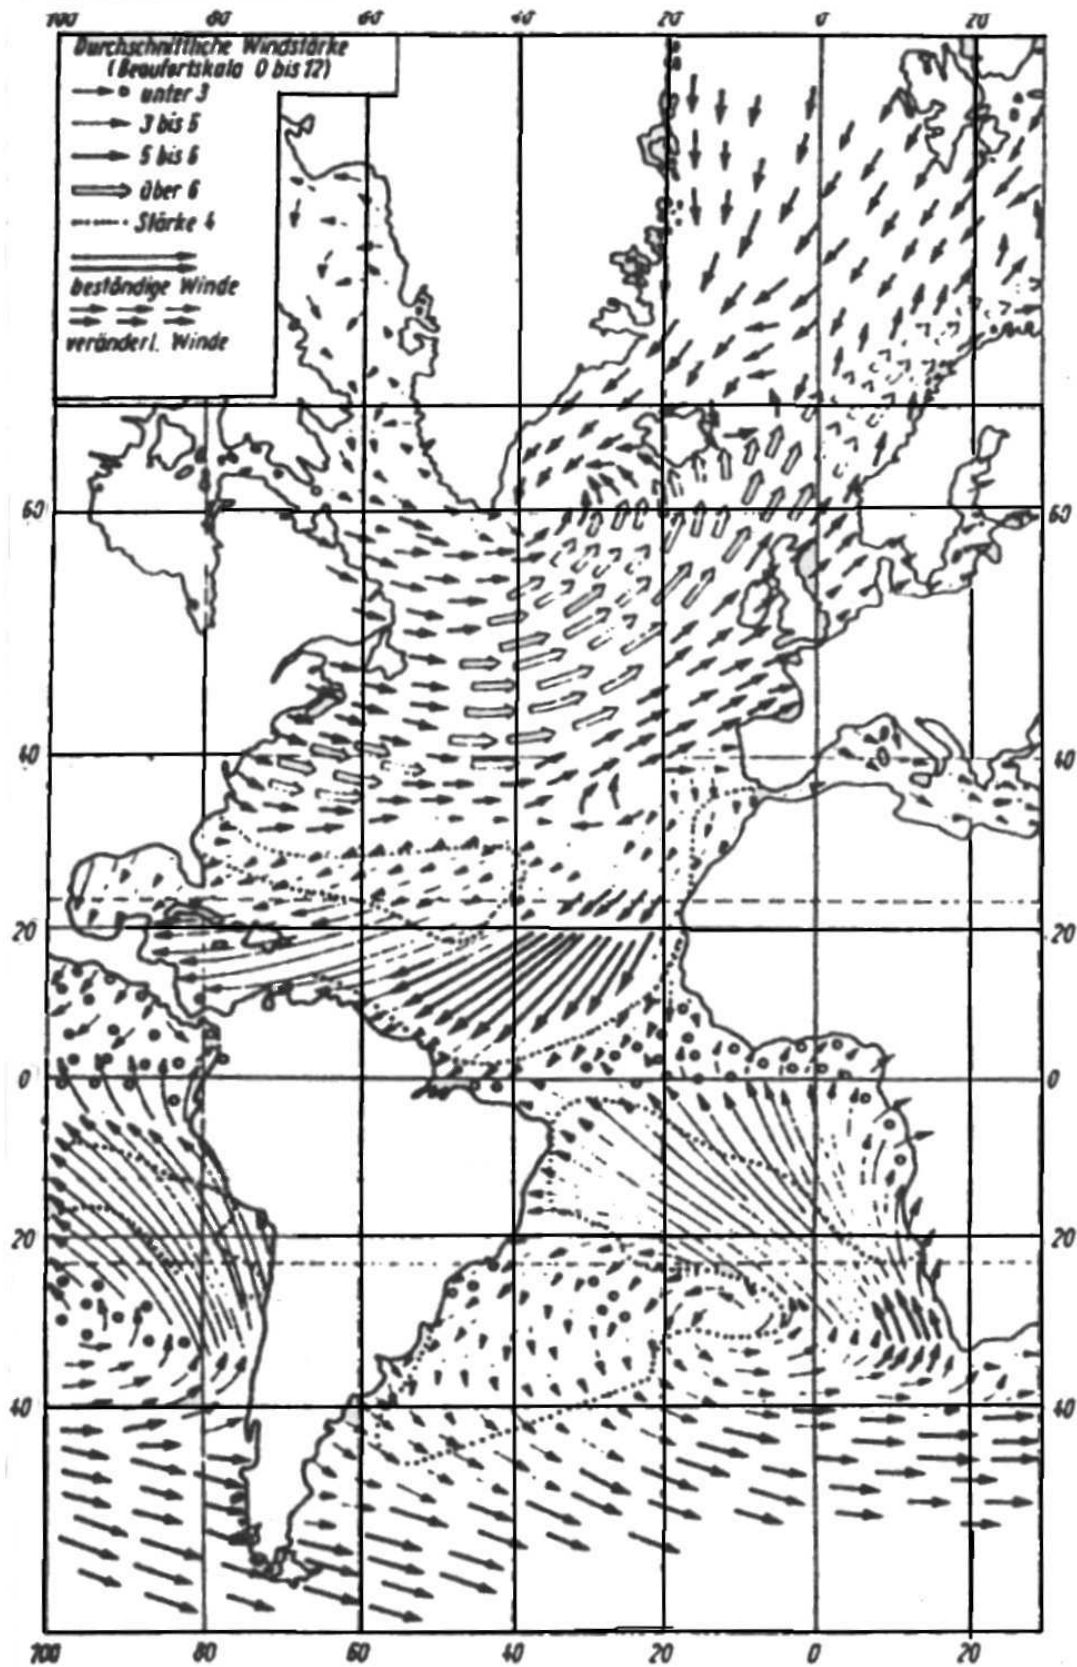 100 80 60 40 20 0 20
Durchschnittliche Windstärke
(Beaufortskala 0 bis 12)
unter 3
3 bis 5
5 bis 6
über 6
Stärke 4
beständige Winde
veränderl. Winde
60 60
40 40
20 20
0 0
20 20
40 40
100 80 60 40 20 0 20